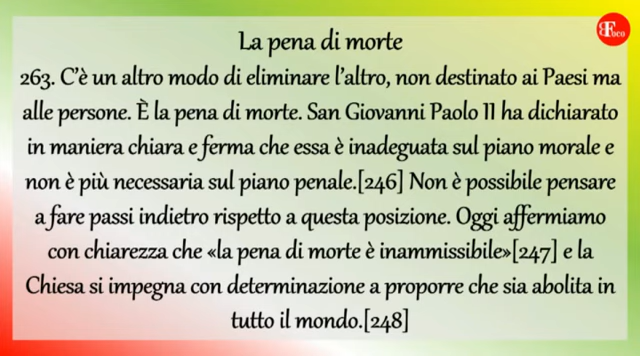 BFoco
La pena di morte
263. C’è un altro modo di eliminare l’altro, non destinato ai Paesi ma
alle persone. È la pena di morte. San Giovanni Paolo II ha dichiarato
in maniera chiara e ferma che essa è inadeguata sul piano morale e
non è più necessaria sul piano penale.[246] Non è possibile pensare
a fare passi indietro rispetto a questa posizione. Oggi affermiamo
con chiarezza che «la pena di morte è inammissibile»[247] e la
Chiesa si impegna con determinazione a proporre che sia abolita in
tutto il mondo.[248]